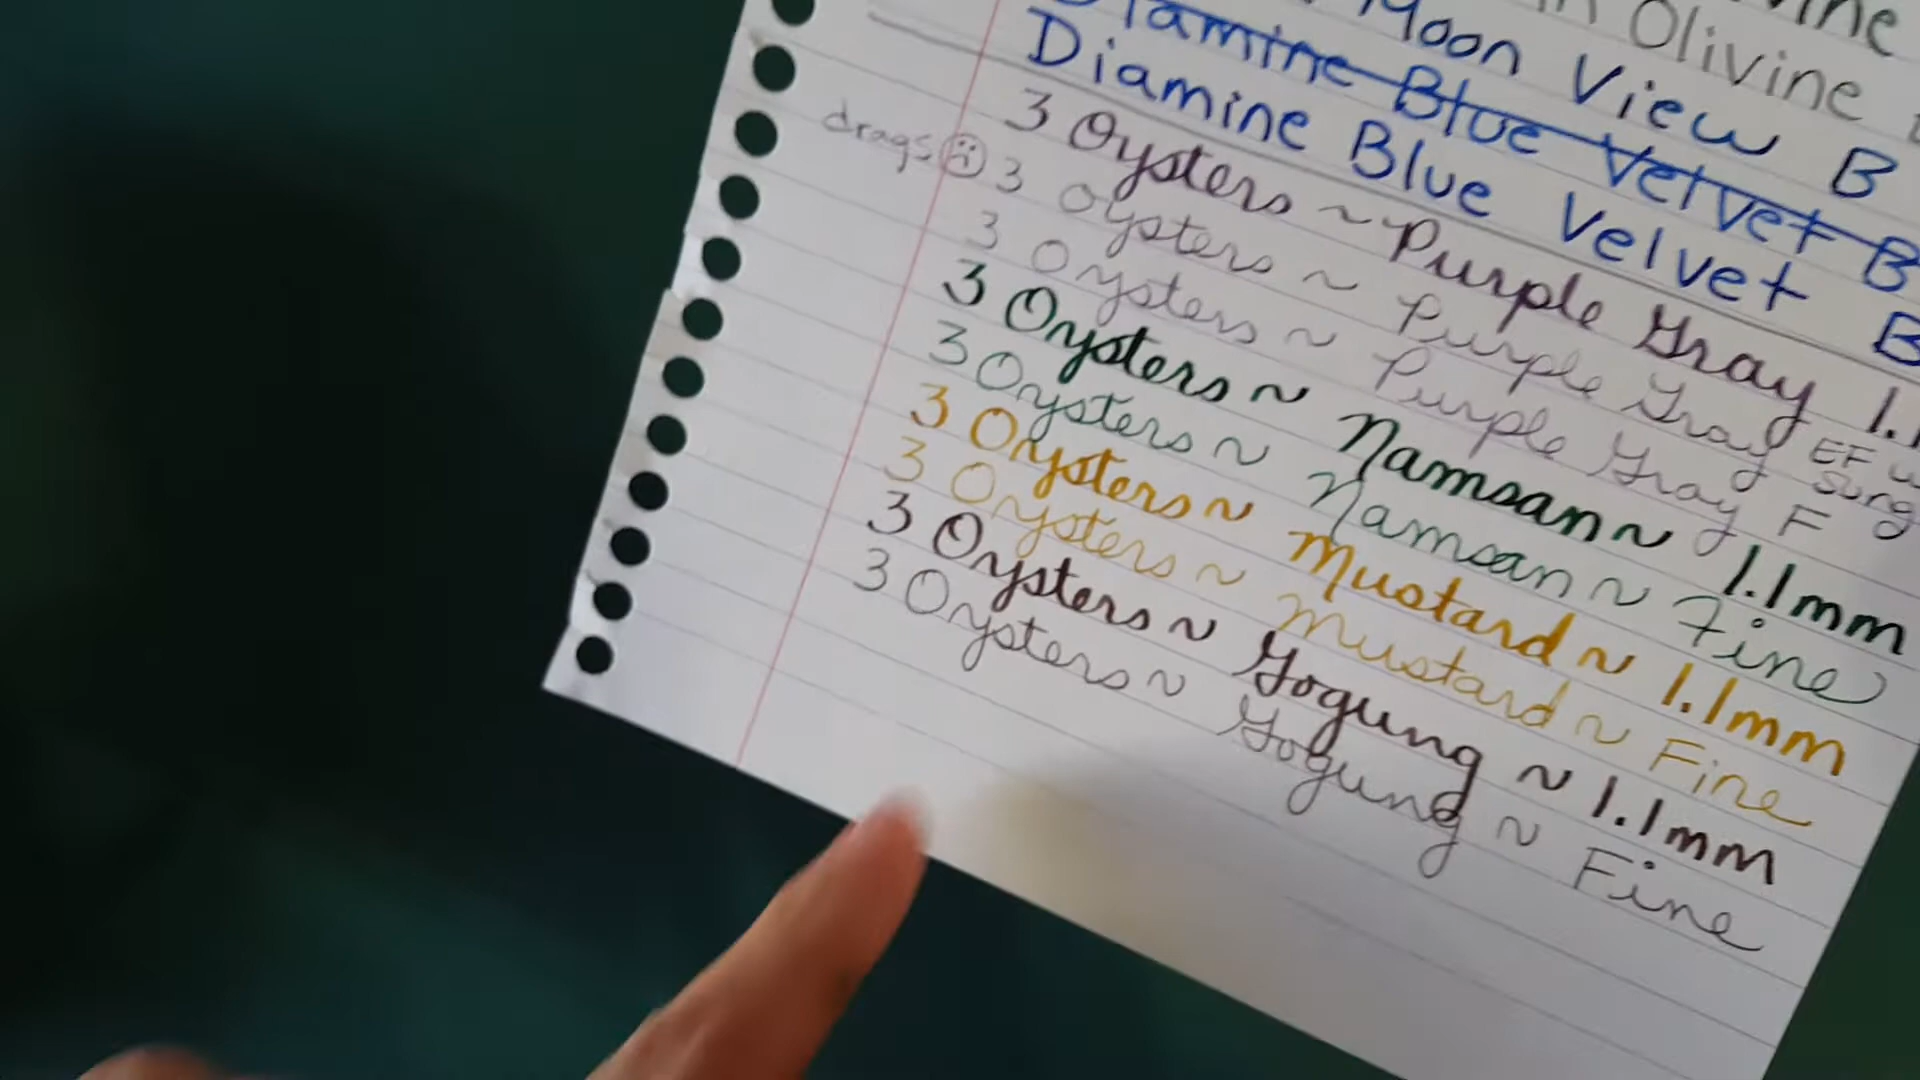 Olivine
Moon View B
Diamine Blue Velvet B
Diamine Blue Velvet B
3 Oysters ~ Purple Gray 1.1
drags 3 Oysters ~ Purple Gray EF
3 Oysters ~ Purple Gray F
3 Oysters ~ Namsan ~ 1.1mm
3 Oysters ~ Namsan ~ Fine
3 Oysters ~ Mustard ~ 1.1mm
3 Oysters ~ Mustard ~ Fine
3 Oysters ~ Gogung ~ 1.1mm
3 Oysters ~ Gogung ~ Fine